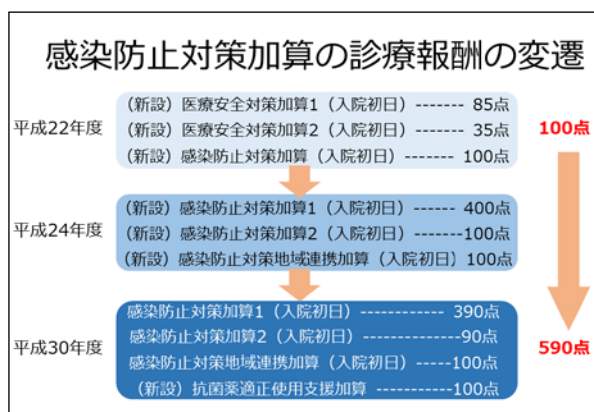 感染防止対策加算の診療報酬の変遷
平成22年度
（新設）医療安全対策加算1（入院初日）------- 85点
（新設）医療安全対策加算2（入院初日）------- 35点
（新設）感染防止対策加算（入院初日）------- 100点
100点
平成24年度
（新設）感染防止対策加算1（入院初日）------ 400点
（新設）感染防止対策加算2（入院初日）-------100点
（新設）感染防止対策地域連携加算（入院初日）100点
平成30年度
感染防止対策加算1（入院初日）------------ 390点
感染防止対策加算2（入院初日）--------------90点
感染防止対策地域連携加算（入院初日）-----100点
（新設）抗菌薬適正使用支援加算 -----------100点
590点